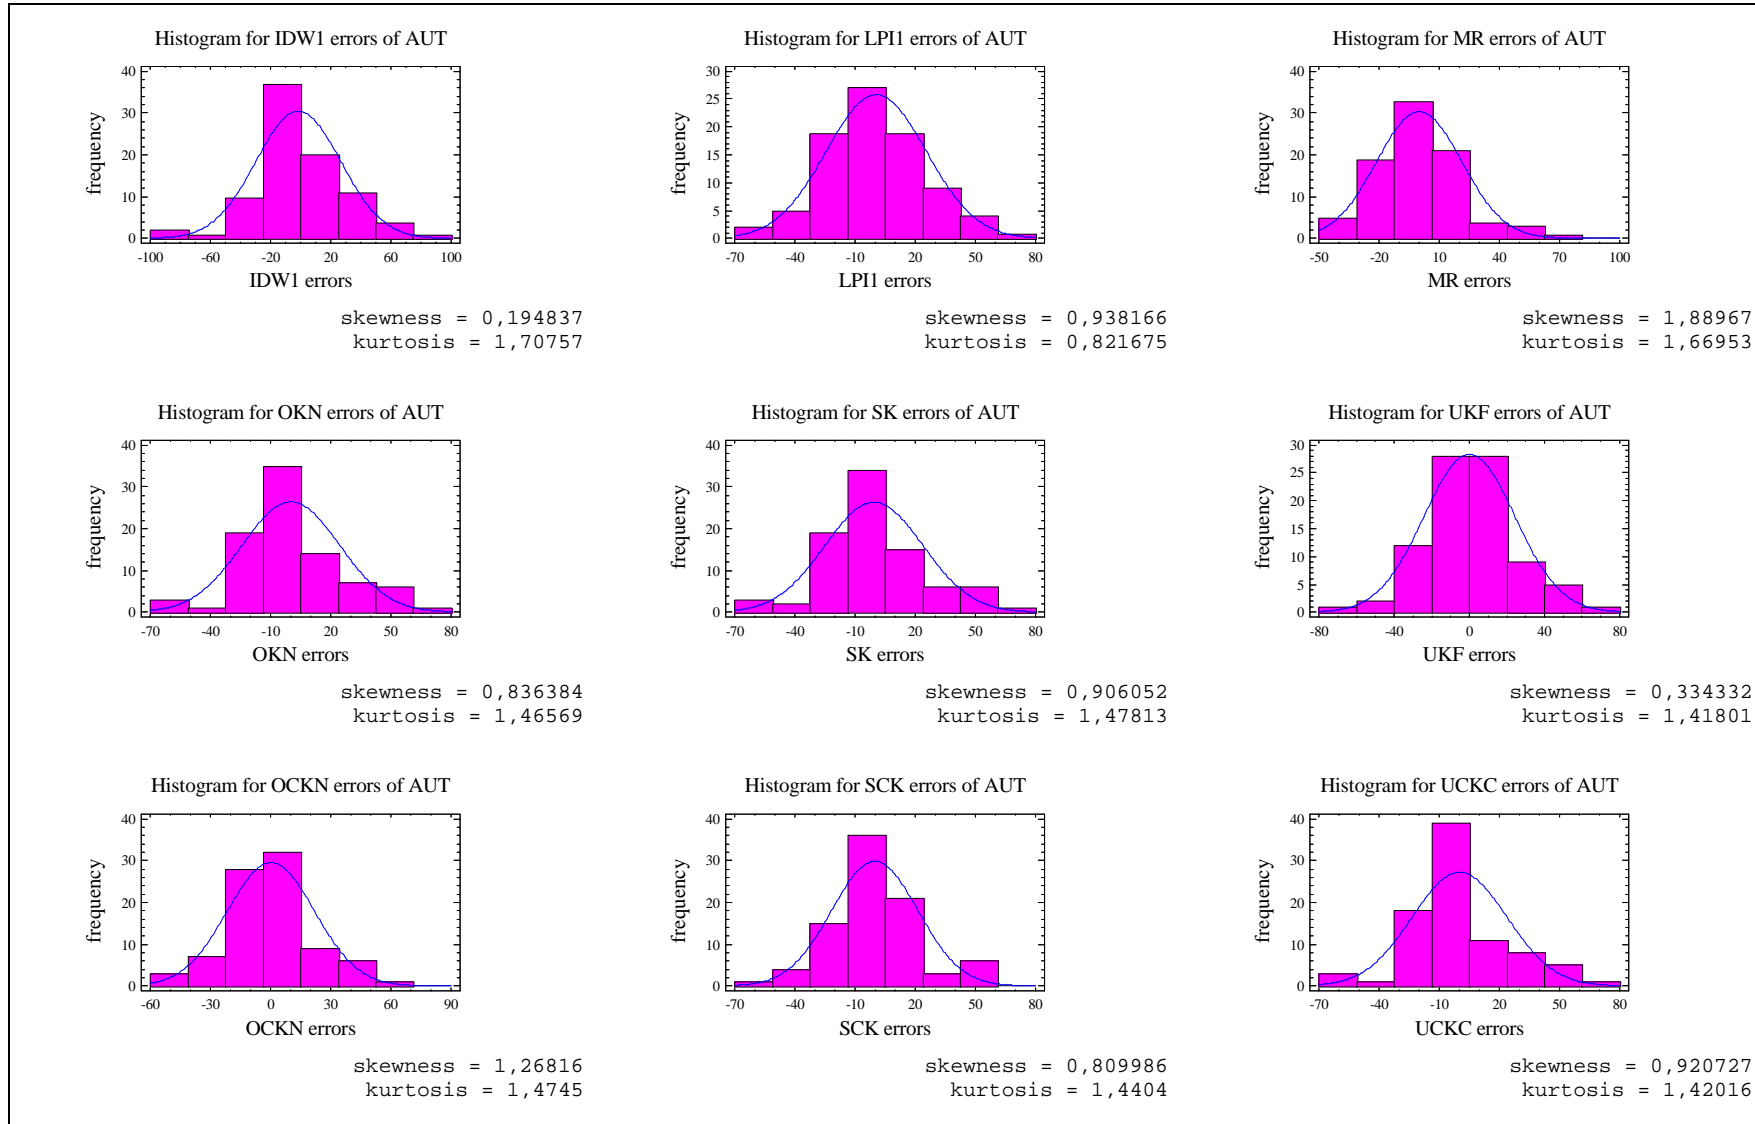 Histogram for IDW1 errors of AUT
40
30
20
10
0
frequency
-100 -60 -20 20 60 100
IDW1 errors
skewness = 0,194837
kurtosis = 1,70757
Histogram for LPI1 errors of AUT
30
25
20
15
10
5
0
frequency
-70 -40 -10 20 50 80
LPI1 errors
skewness = 0,938166
kurtosis = 0,821675
Histogram for MR errors of AUT
40
30
20
10
0
frequency
-50 -20 10 40 70 100
MR errors
skewness = 1,88967
kurtosis = 1,66953
Histogram for OKN errors of AUT
40
30
20
10
0
frequency
-70 -40 -10 20 50 80
OKN errors
skewness = 0,836384
kurtosis = 1,46569
Histogram for SK errors of AUT
40
30
20
10
0
frequency
-70 -40 -10 20 50 80
SK errors
skewness = 0,906052
kurtosis = 1,47813
Histogram for UKF errors of AUT
30
25
20
15
10
5
0
frequency
-80 -40 0 40 80
UKF errors
skewness = 0,334332
kurtosis = 1,41801
Histogram for OCKN errors of AUT
40
30
20
10
0
frequency
-60 -30 0 30 60 90
OCKN errors
skewness = 1,26816
kurtosis = 1,4745
Histogram for SCK errors of AUT
40
30
20
10
0
frequency
-70 -40 -10 20 50 80
SCK errors
skewness = 0,809986
kurtosis = 1,4404
Histogram for UCKC errors of AUT
40
30
20
10
0
frequency
-70 -40 -10 20 50 80
UCKC errors
skewness = 0,920727
kurtosis = 1,42016